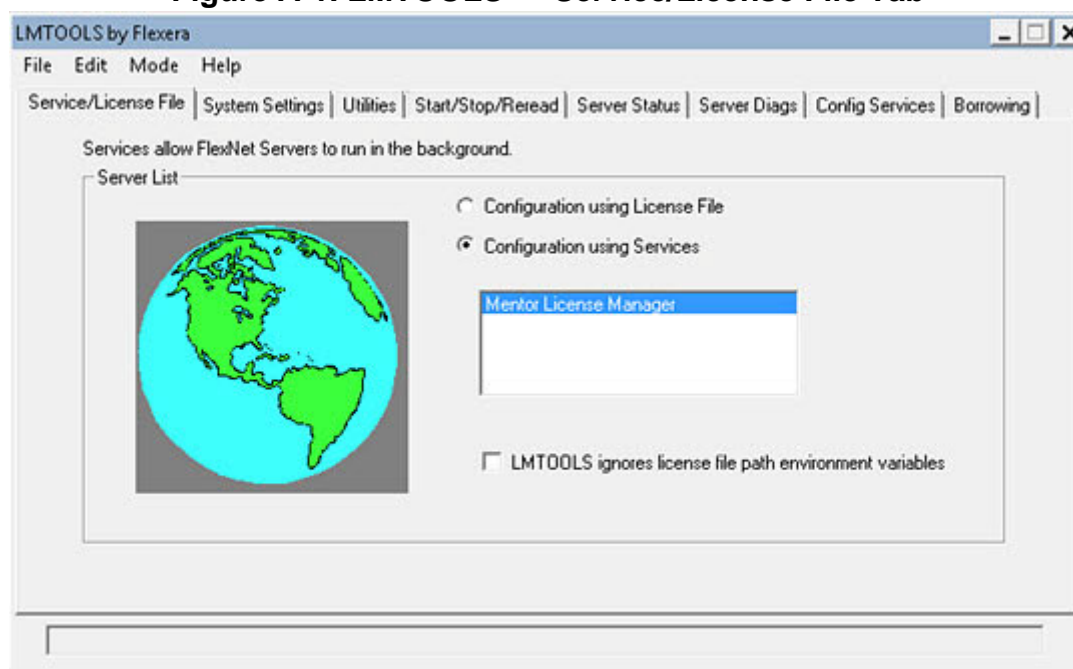 LMTOOLS by Flexera
File Edit Mode Help
Service/License File System Settings Utilities Start/Stop/Reread Server Status Server Diags Config Services Borrowing
Services allow FlexNet Servers to run in the background.
Server List
Configuration using License File
Configuration using Services
Mentor License Manager
LMTOOLS ignores license file path environment variables